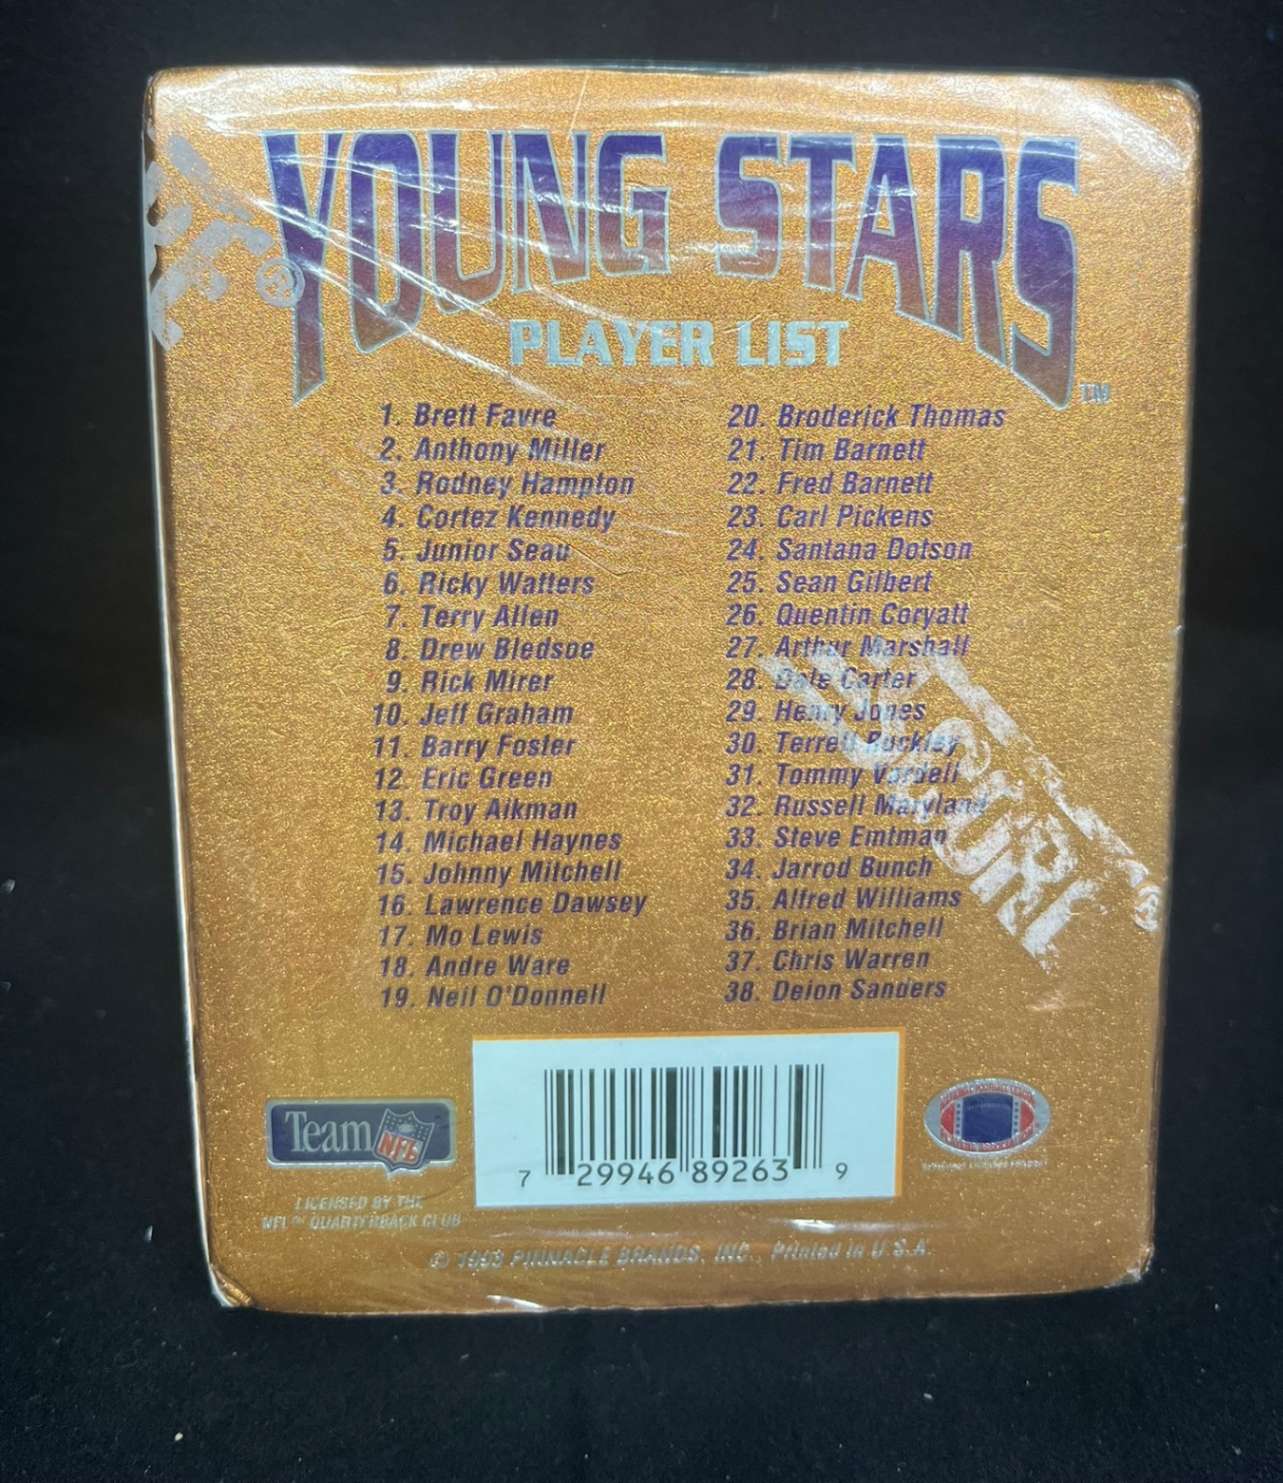 YOUNG STARS™
PLAYER LIST
1. Brett Favre
2. Anthony Miller
3. Rodney Hampton
4. Cortez Kennedy
5. Junior Seau
6. Ricky Watters
7. Terry Allen
8. Drew Bledsoe
9. Rick Mirer
10. Jeff Graham
11. Barry Foster
12. Eric Green
13. Troy Aikman
14. Michael Haynes
15. Johnny Mitchell
16. Lawrence Dawsey
17. Mo Lewis
18. Andre Ware
19. Neil O'Donnell
20. Broderick Thomas
21. Tim Barnett
22. Fred Barnett
23. Carl Pickens
24. Santana Dotson
25. Sean Gilbert
26. Quentin Coryatt
27. Arthur Marshall
28. Dale Carter
29. Henry Jones
30. Terrell Buckley
31. Tommy Vardell
32. Russell Maryland
33. Steve Emtman
34. Jarrod Bunch
35. Alfred Williams
36. Brian Mitchell
37. Chris Warren
38. Deion Sanders
Team NFL
LICENSED BY THE
NFL™ QUARTERBACK CLUB
7 29946 89263 9
© 1993 PINNACLE BRANDS, INC., Printed in U.S.A.